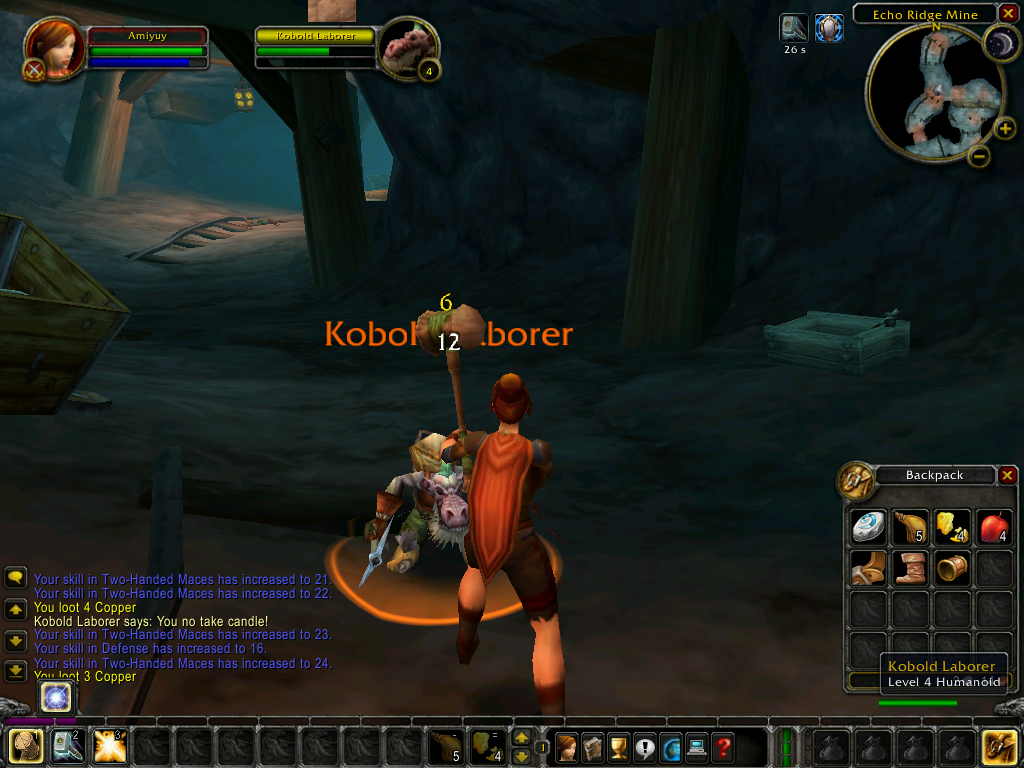 Amiyuy
Kobold Laborer
4
26 s
Echo Ridge Mine
N
6
Kobol
12
borer
Backpack
5
4
4
Your skill in Two-Handed Maces has increased to 21.
Your skill in Two-Handed Maces has increased to 22.
You loot 4 Copper
Kobold Laborer says: You no take candle!
Your skill in Two-Handed Maces has increased to 23.
Your skill in Defense has increased to 16.
Your skill in Two-Handed Maces has increased to 24.
You loot 3 Copper
Kobold Laborer
Level 4 Humanoid
2
3
-
5
=
4
1
!
?